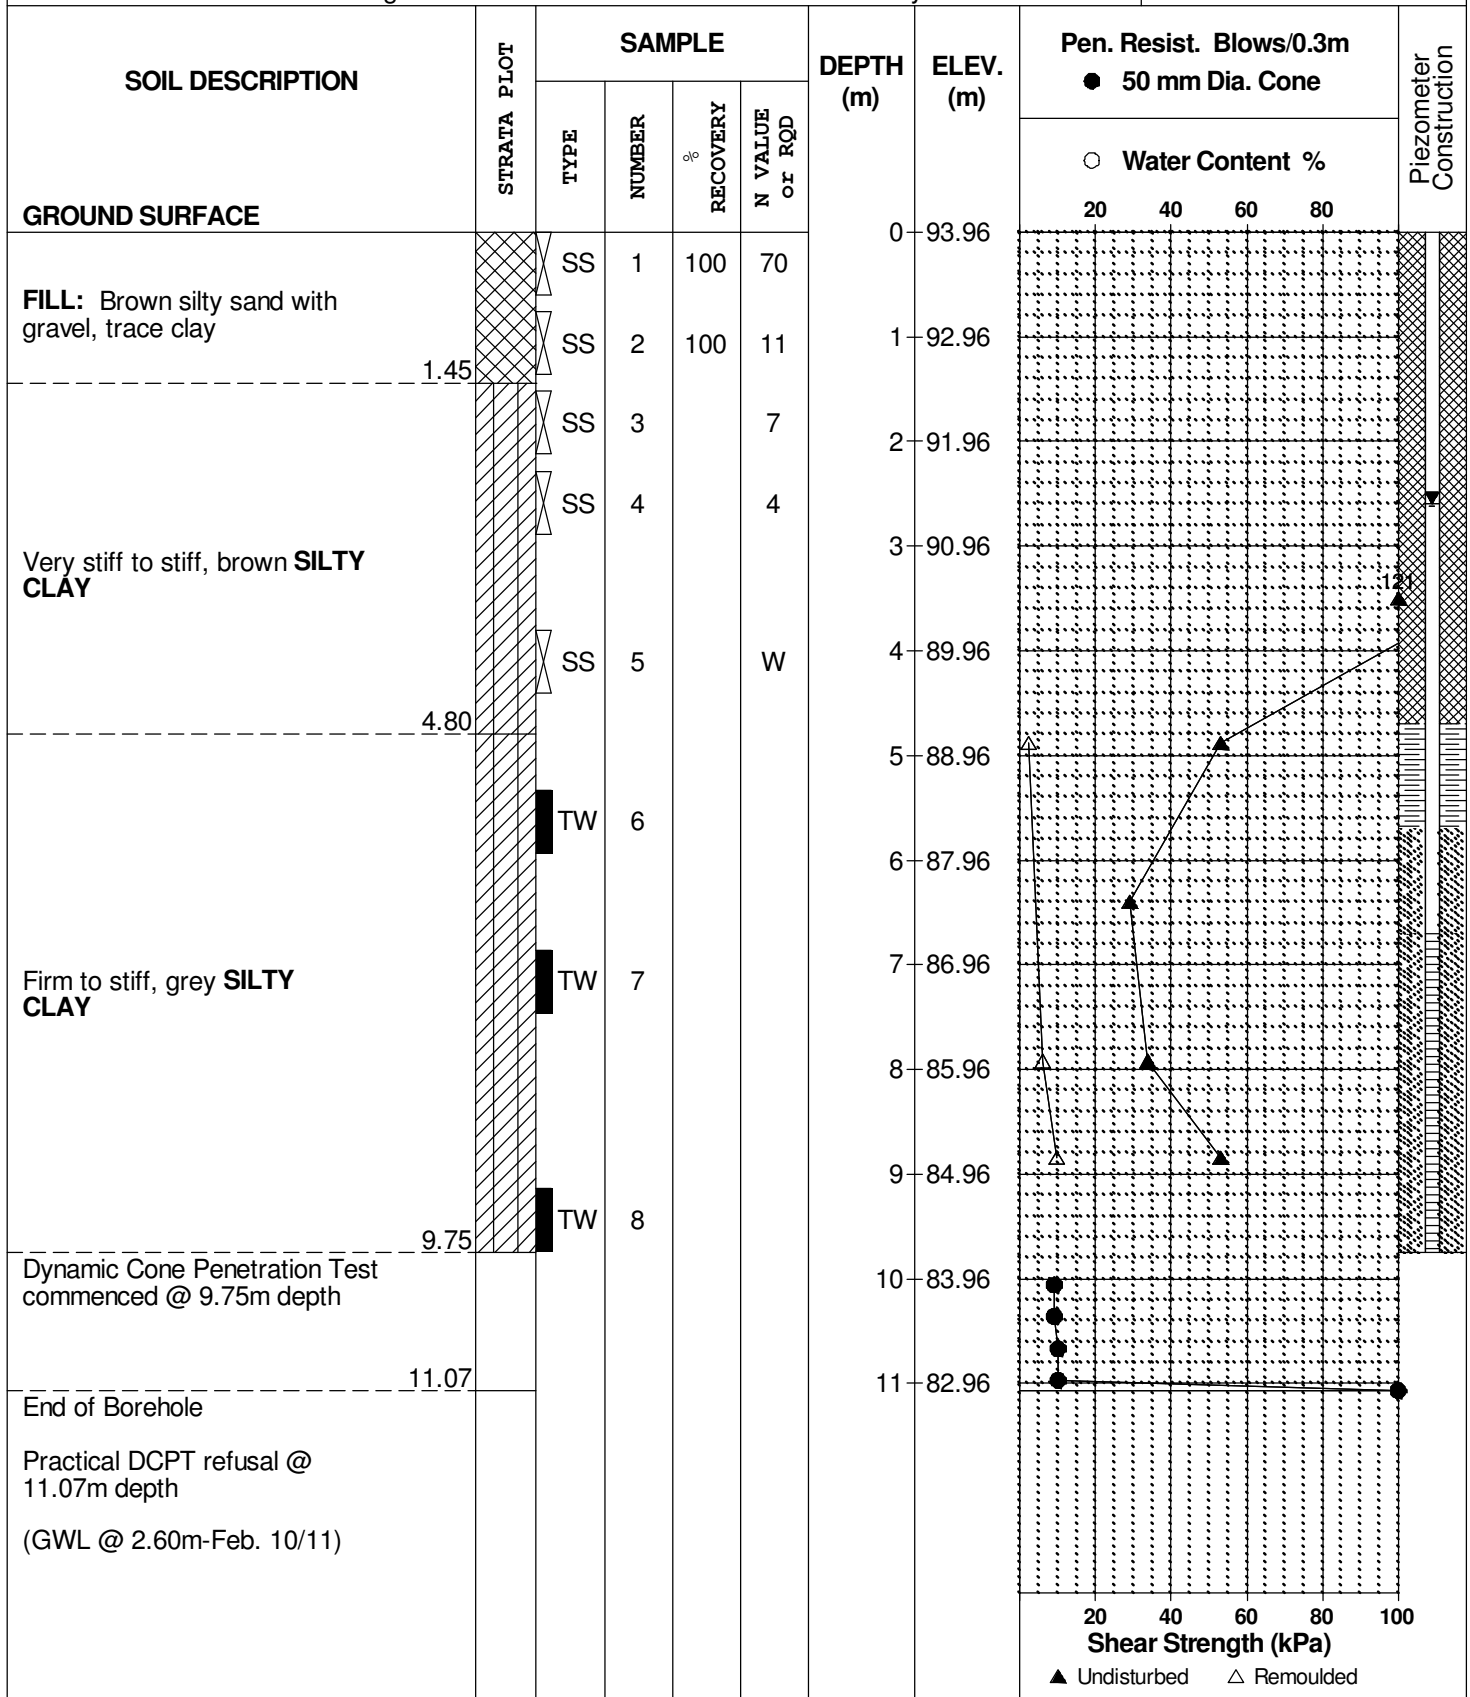 SOIL DESCRIPTION
GROUND SURFACE
STRATA PLOT
SAMPLE
TYPE
NUMBER
%
RECOVERY
N VALUE
or RQD
DEPTH
(m)
ELEV.
(m)
Pen. Resist. Blows/0.3m
● 50 mm Dia. Cone
○ Water Content %
20 40 60 80
Piezometer
Construction
0 93.96
SS 1 100 70
FILL: Brown silty sand with
gravel, trace clay
SS 2 100 11
1 92.96
1.45
SS 3 7
2 91.96
SS 4 4
3 90.96
Very stiff to stiff, brown SILTY
CLAY
121
SS 5 W
4 89.96
4.80
5 88.96
TW 6
6 87.96
7 86.96
Firm to stiff, grey SILTY
CLAY
TW 7
8 85.96
9 84.96
TW 8
9.75
Dynamic Cone Penetration Test
commenced @ 9.75m depth
10 83.96
11.07
11 82.96
End of Borehole
Practical DCPT refusal @
11.07m depth
(GWL @ 2.60m-Feb. 10/11)
20 40 60 80 100
Shear Strength (kPa)
▲ Undisturbed △ Remoulded